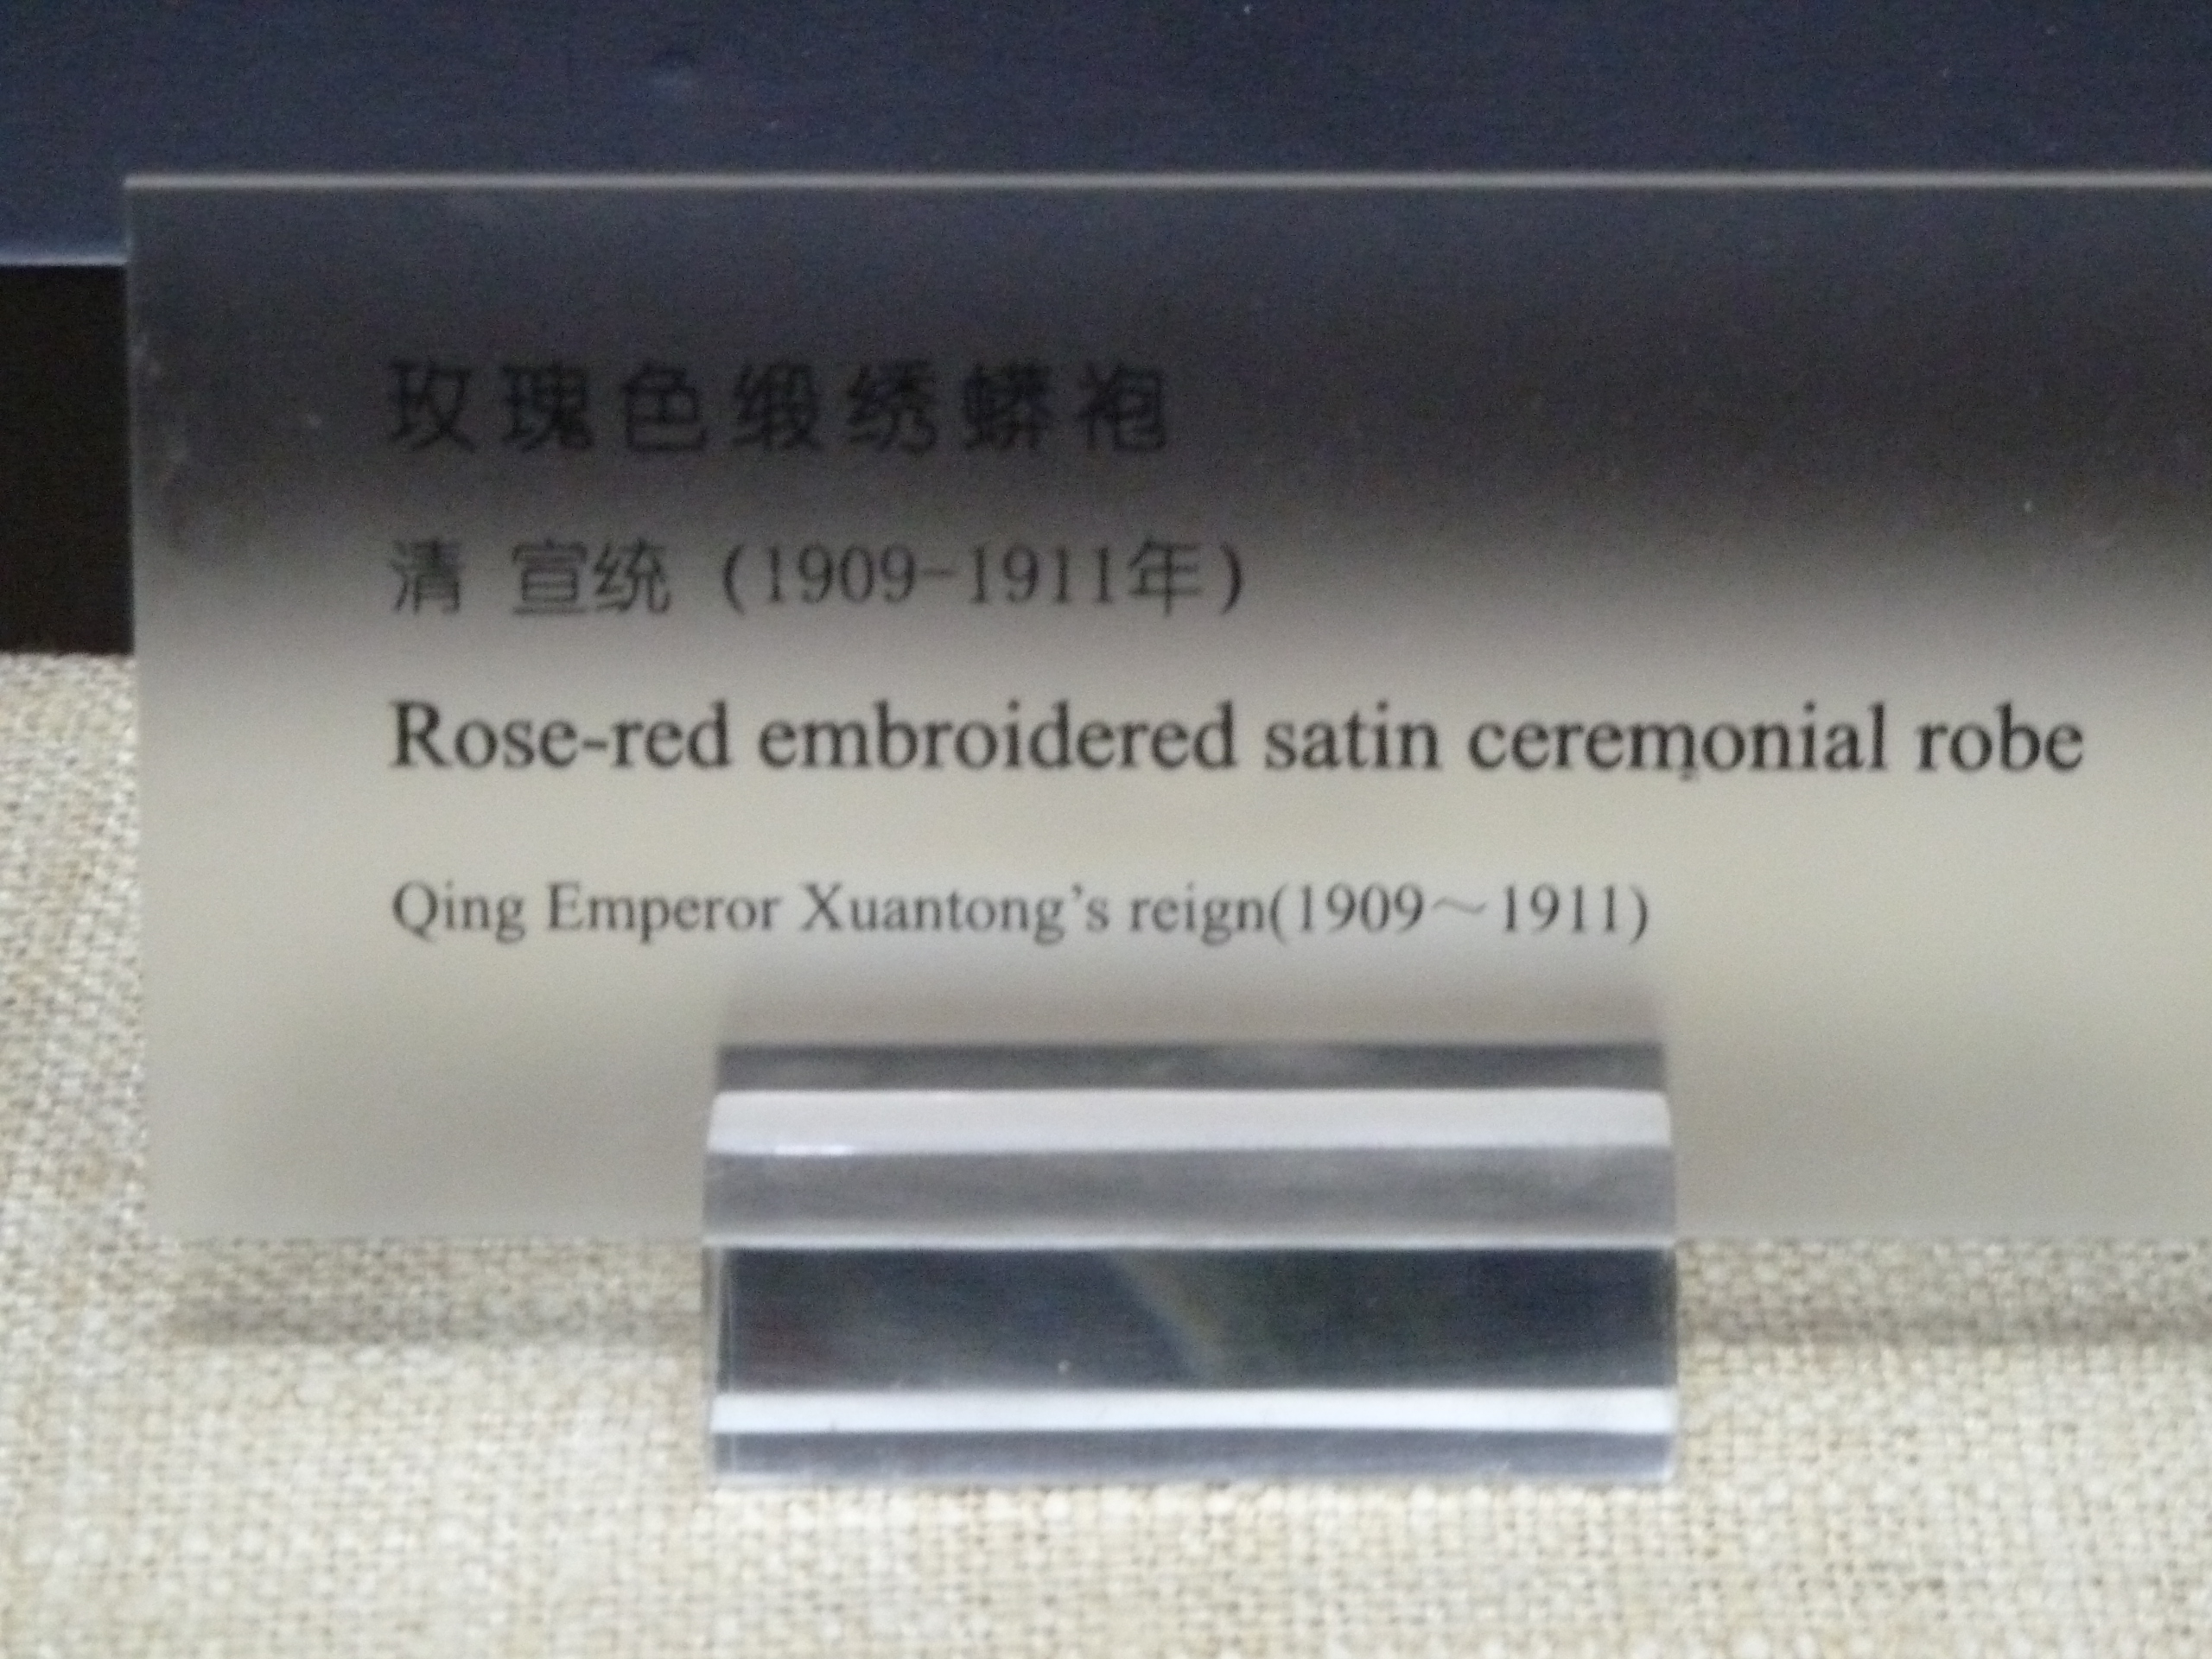 玫瑰色缎绣蟒袍
清 宣统（1909-1911年）
Rose-red embroidered satin ceremonial robe
Qing Emperor Xuantong’s reign(1909～1911)